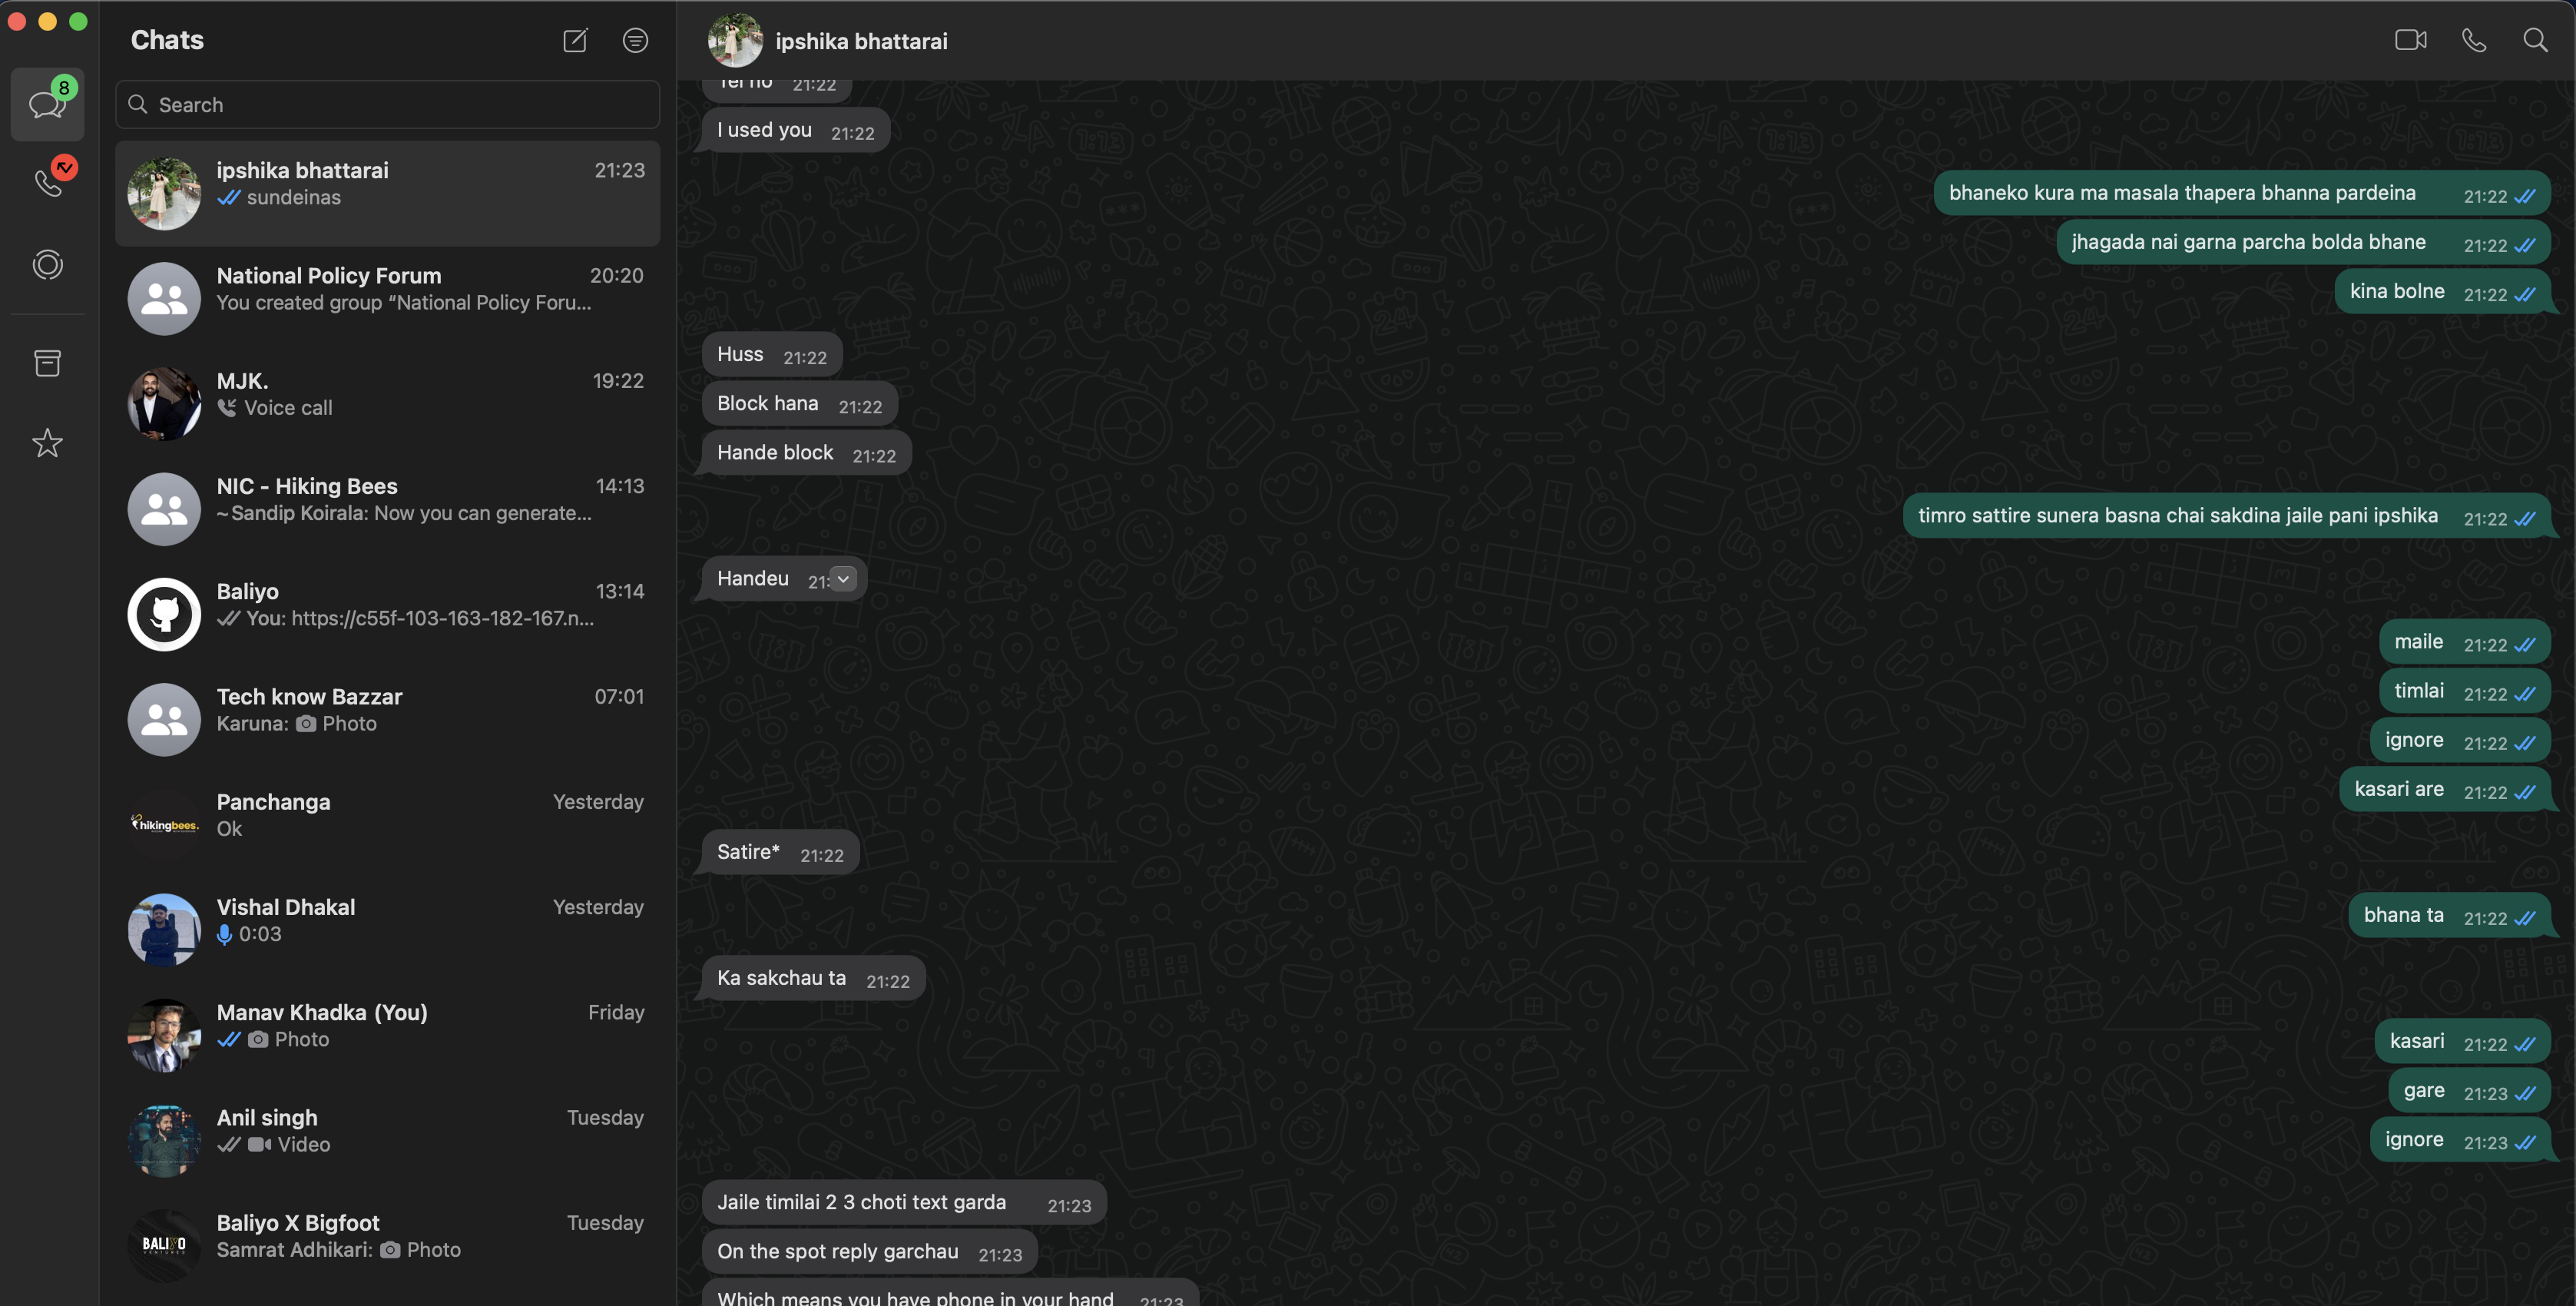 Chats
8
Search
ipshika bhattarai
21:23
sundeinas
National Policy Forum
20:20
You created group “National Policy Foru...
MJK.
19:22
Voice call
NIC - Hiking Bees
14:13
~Sandip Koirala: Now you can generate...
Baliyo
13:14
You: https://c55f-103-163-182-167.n...
Tech know Bazzar
07:01
Karuna: Photo
hikingbees.
Panchanga
Yesterday
Ok
Vishal Dhakal
Yesterday
0:03
Manav Khadka (You)
Friday
Photo
Anil singh
Tuesday
Video
BALIYO
VENTURES
Baliyo X Bigfoot
Tuesday
Samrat Adhikari: Photo
ipshika bhattarai
21:22
I used you 21:22
bhaneko kura ma masala thapera bhanna pardeina 21:22
jhagada nai garna parcha bolda bhane 21:22
kina bolne 21:22
Huss 21:22
Block hana 21:22
Hande block 21:22
timro sattire sunera basna chai sakdina jaile pani ipshika 21:22
Handeu 21:
maile 21:22
timlai 21:22
ignore 21:22
kasari are 21:22
Satire* 21:22
bhana ta 21:22
Ka sakchau ta 21:22
kasari 21:22
gare 21:23
ignore 21:23
Jaile timilai 2 3 choti text garda 21:23
On the spot reply garchau 21:23
Which means you have phone in your hand 21:23